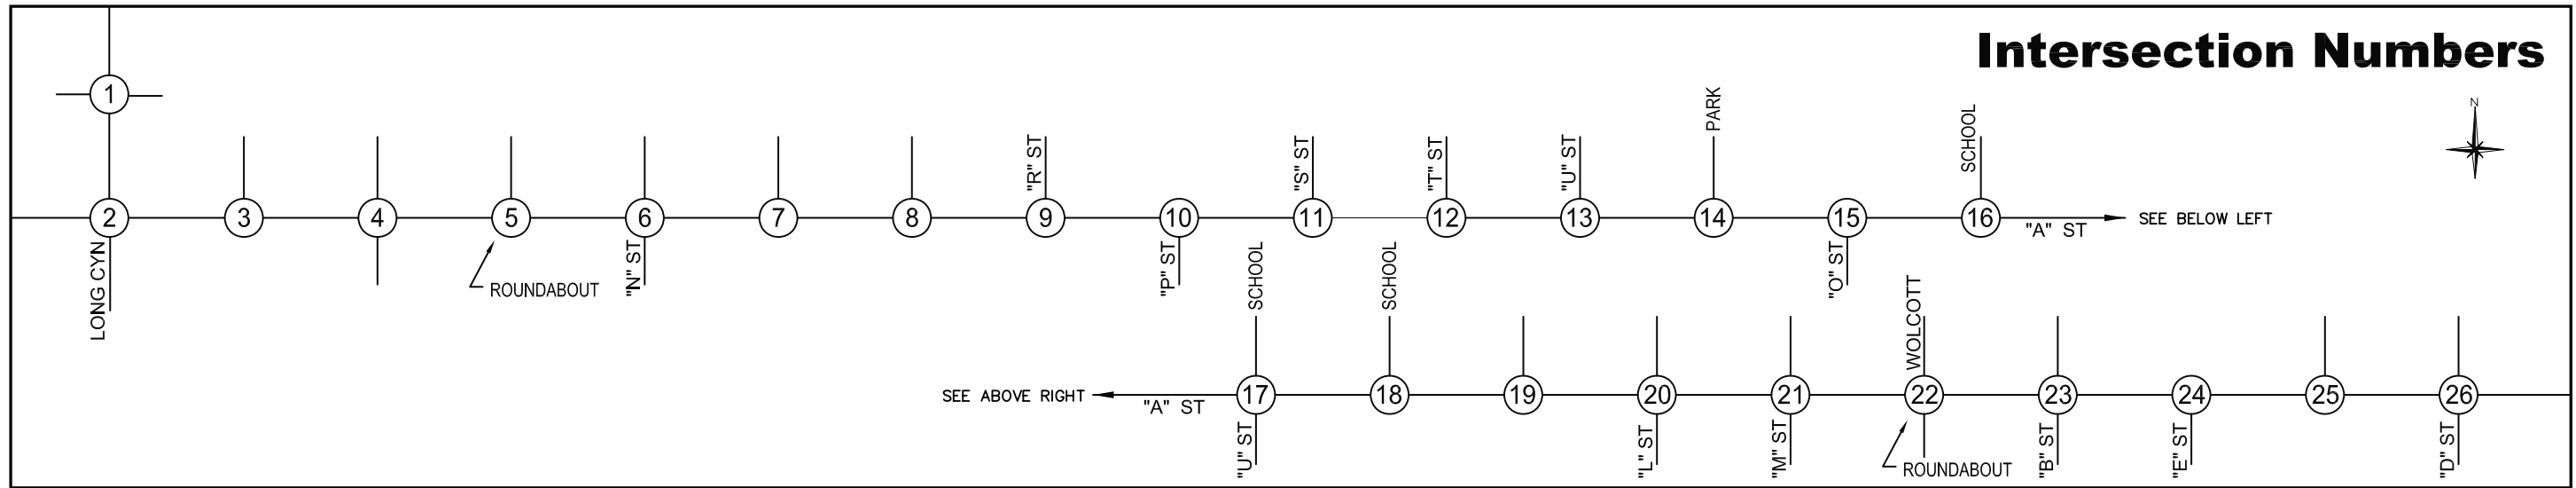 Intersection Numbers
N
1
2
3
4
5
6
7
8
9
10
11
12
13
14
15
16
LONG CYN
ROUNDABOUT
"N" ST
"R" ST
"P" ST
"S" ST
"T" ST
"U" ST
PARK
"O" ST
SCHOOL
"A" ST
SEE BELOW LEFT
SEE ABOVE RIGHT
"A" ST
17
18
19
20
21
22
23
24
25
26
SCHOOL
"U" ST
SCHOOL
"L" ST
"M" ST
WOLCOTT
ROUNDABOUT
"B" ST
"E" ST
"D" ST